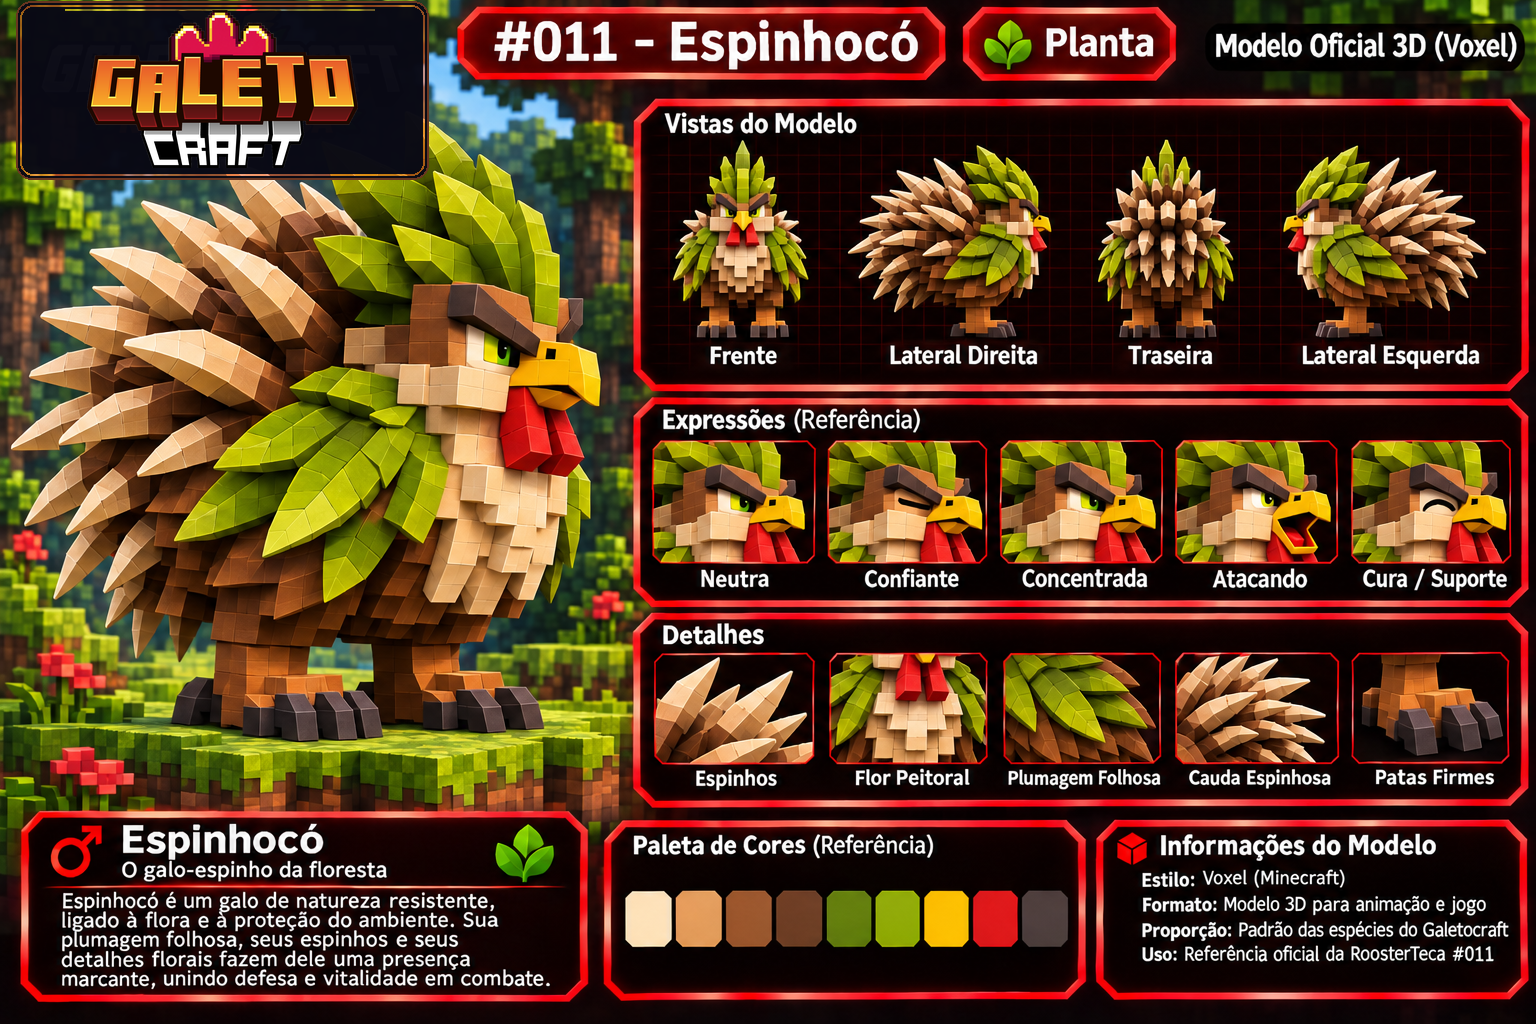 GALETO
CRAFT
#011 - Espinhocó
Planta
Modelo Oficial 3D (Voxel)
Vistas do Modelo
Frente
Lateral Direita
Traseira
Lateral Esquerda
Expressões (Referência)
Neutra
Confiante
Concentrada
Atacando
Cura / Suporte
Detalhes
Espinhos
Flor Peitoral
Plumagem Folhosa
Cauda Espinhosa
Patas Firmes
Espinhocó
O galo-espinho da floresta
Espinhocó é um galo de natureza resistente,
ligado à flora e à proteção do ambiente. Sua
plumagem folhosa, seus espinhos e seus
detalhes florais fazem dele uma presença
marcante, unindo defesa e vitalidade em combate.
Paleta de Cores (Referência)
Informações do Modelo
Estilo: Voxel (Minecraft)
Formato: Modelo 3D para animação e jogo
Proporção: Padrão das espécies do Galetocraft
Uso: Referência oficial da RoosterTeca #011